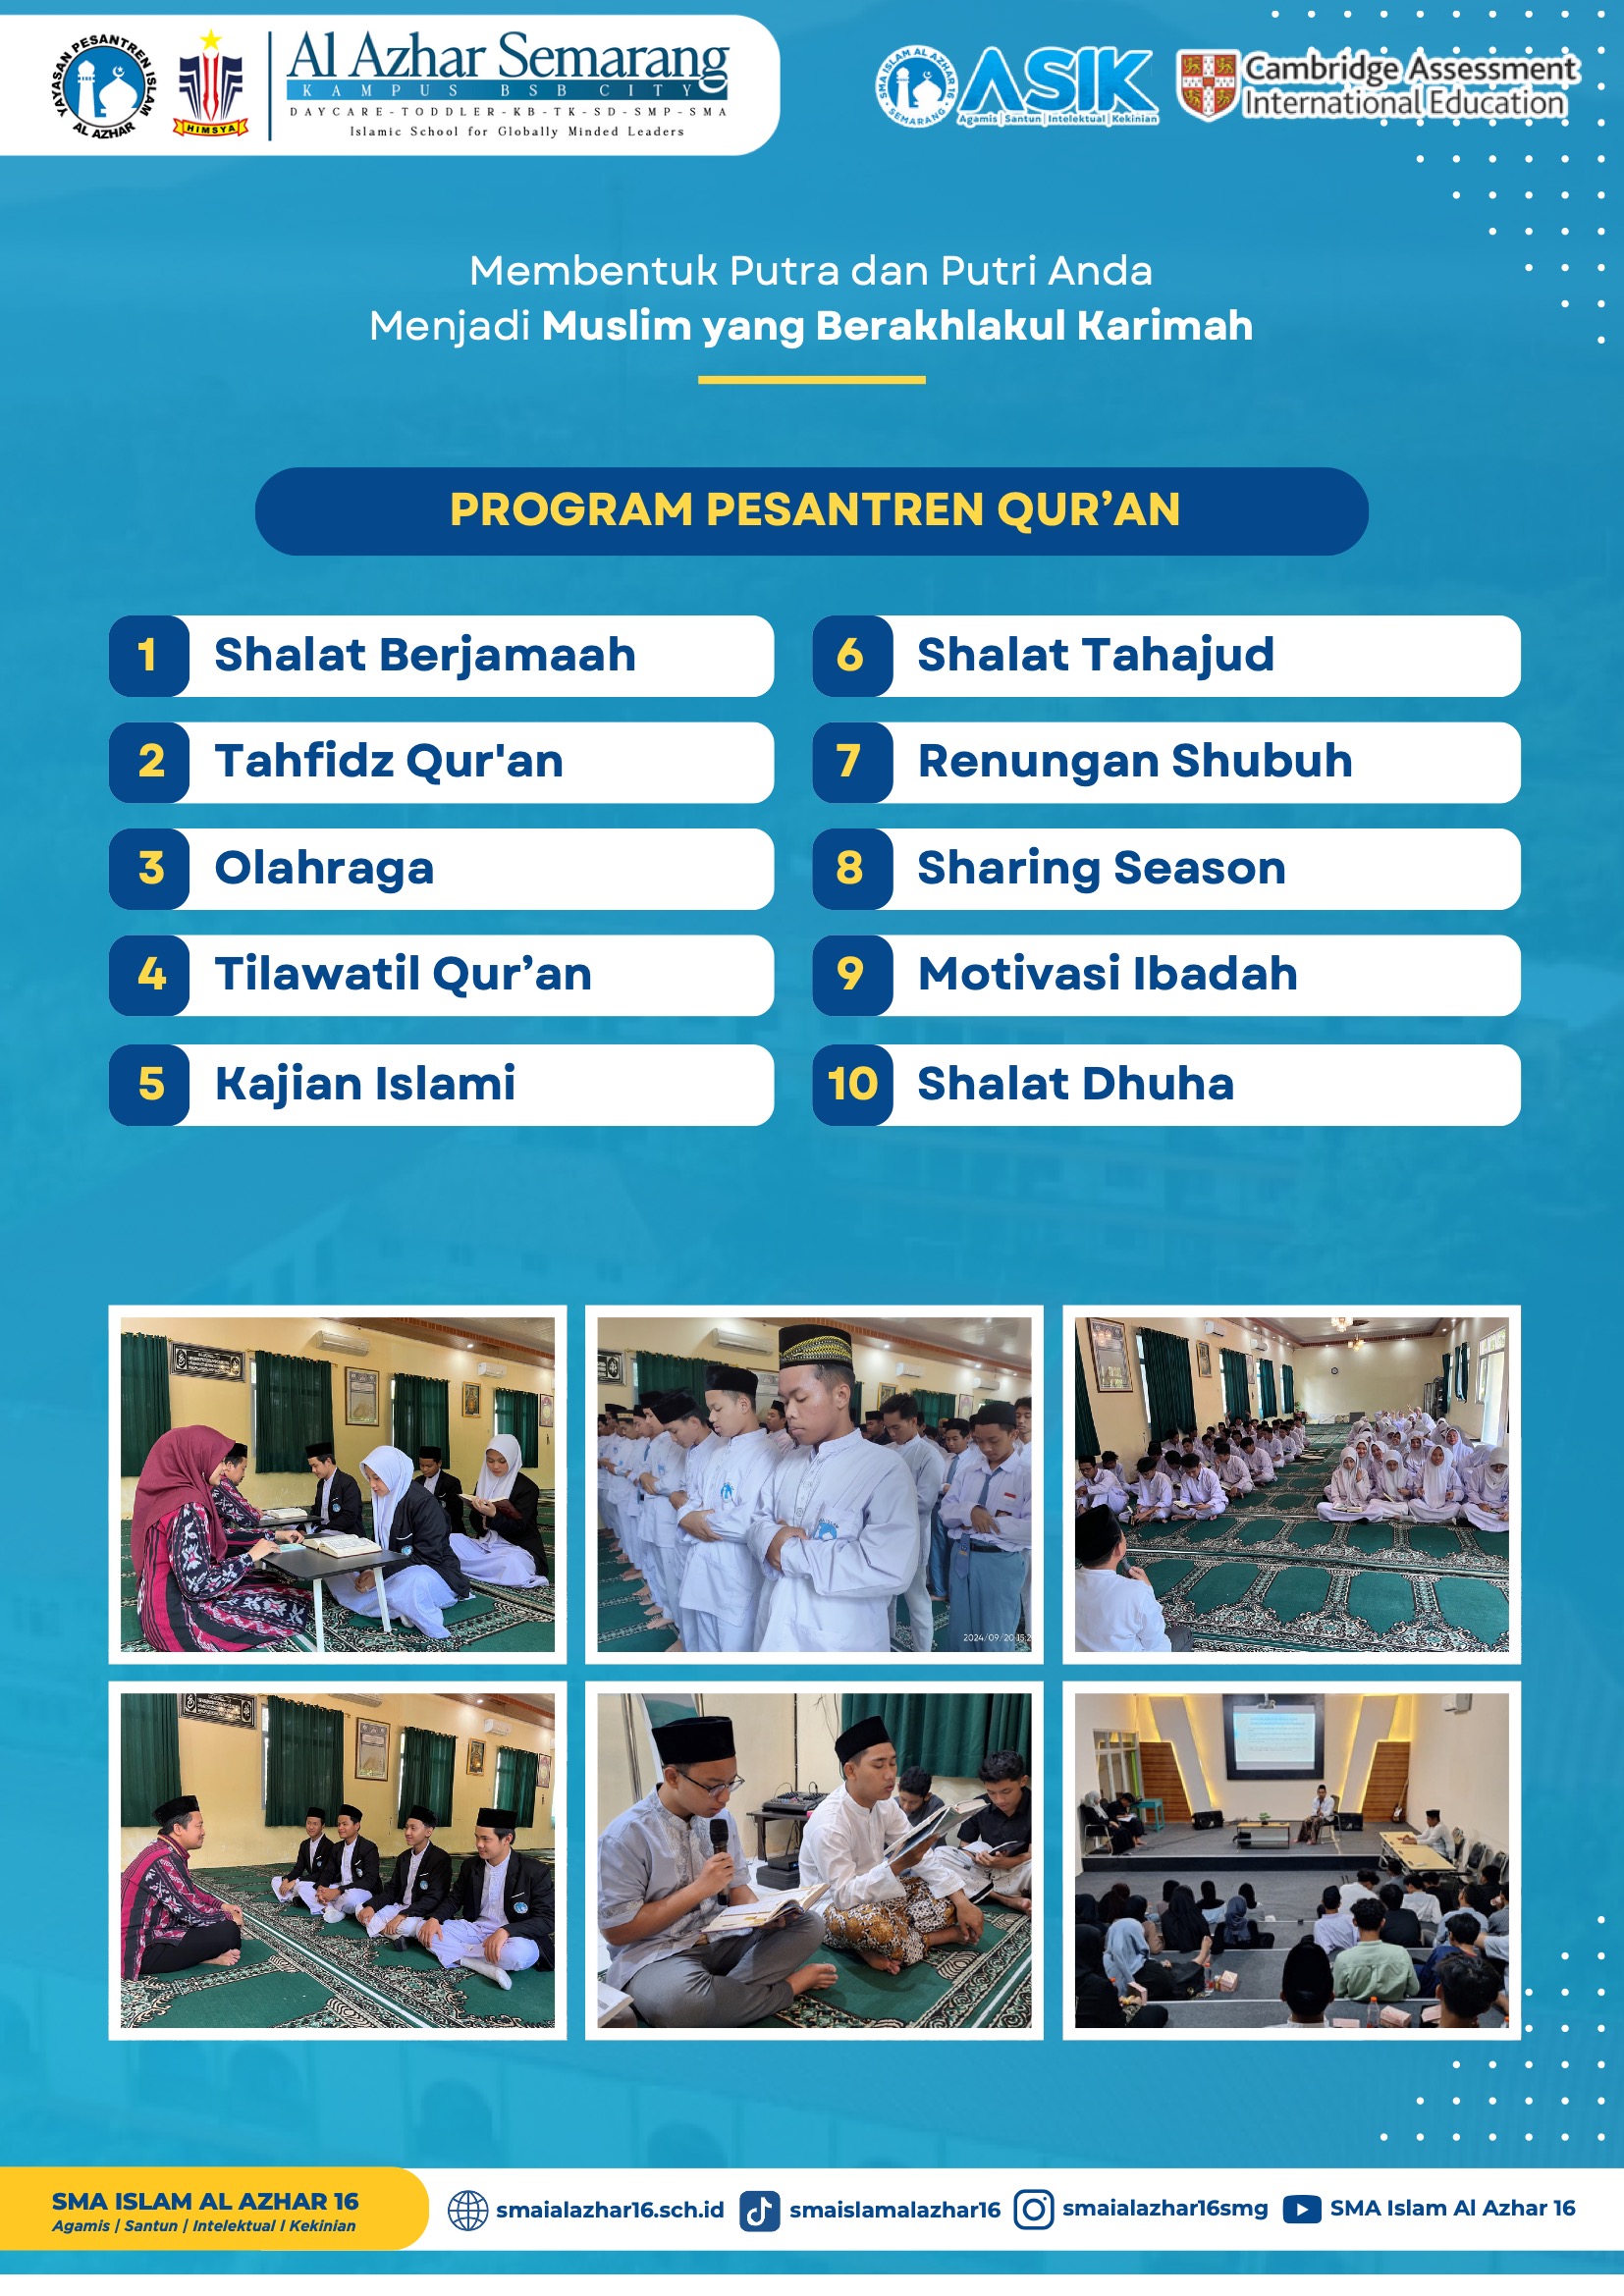 YAYASAN PESANTREN ISLAM
AL AZHAR
HIMSYA
Al Azhar Semarang
KAMPUS BSB CITY
DAYCARE-TODDLER-KB-TK-SD-SMP-SMA
Islamic School for Globally Minded Leaders
SMA ISLAM AL AZHAR 16
SEMARANG
ASIK
Agamis | Santun | Intelektual | Kekinian
Cambridge Assessment
International Education
Membentuk Putra dan Putri Anda
Menjadi Muslim yang Berakhlakul Karimah
PROGRAM PESANTREN QUR’AN
1 Shalat Berjamaah
2 Tahfidz Qur'an
3 Olahraga
4 Tilawatil Qur’an
5 Kajian Islami
6 Shalat Tahajud
7 Renungan Shubuh
8 Sharing Season
9 Motivasi Ibadah
10 Shalat Dhuha
2024/09/20 15:2
SMA ISLAM AL AZHAR 16
Agamis | Santun | Intelektual I Kekinian
smaialazhar16.sch.id
smaislamalazhar16
smaialazhar16smg
SMA Islam Al Azhar 16